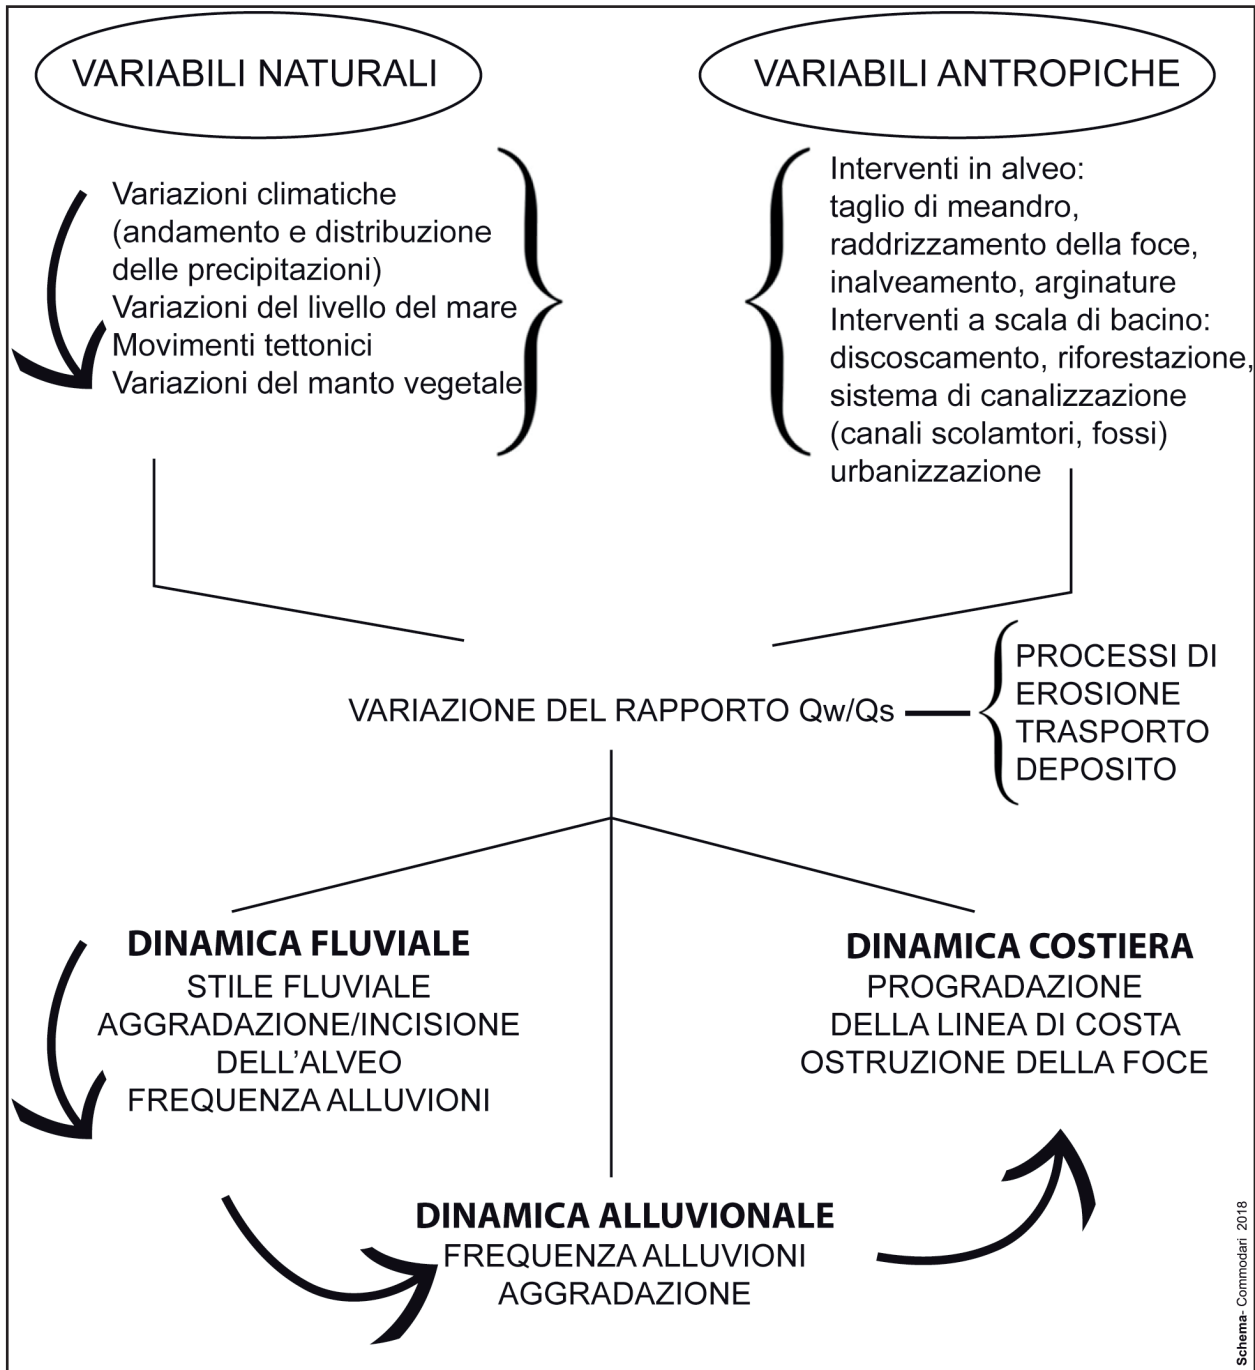 VARIABILI NATURALI
VARIABILI ANTROPICHE
Variazioni climatiche
(andamento e distribuzione
delle precipitazioni)
Variazioni del livello del mare
Movimenti tettonici
Variazioni del manto vegetale
Interventi in alveo:
taglio di meandro,
raddrizzamento della foce,
inalveamento, arginature
Interventi a scala di bacino:
discoscamento, riforestazione,
sistema di canalizzazione
(canali scolamtori, fossi)
urbanizzazione
VARIAZIONE DEL RAPPORTO Qw/Qs
PROCESSI DI
EROSIONE
TRASPORTO
DEPOSITO
DINAMICA FLUVIALE
STILE FLUVIALE
AGGRADAZIONE/INCISIONE
DELL'ALVEO
FREQUENZA ALLUVIONI
DINAMICA COSTIERA
PROGRADAZIONE
DELLA LINEA DI COSTA
OSTRUZIONE DELLA FOCE
DINAMICA ALLUVIONALE
FREQUENZA ALLUVIONI
AGGRADAZIONE
Schema- Commodari 2018